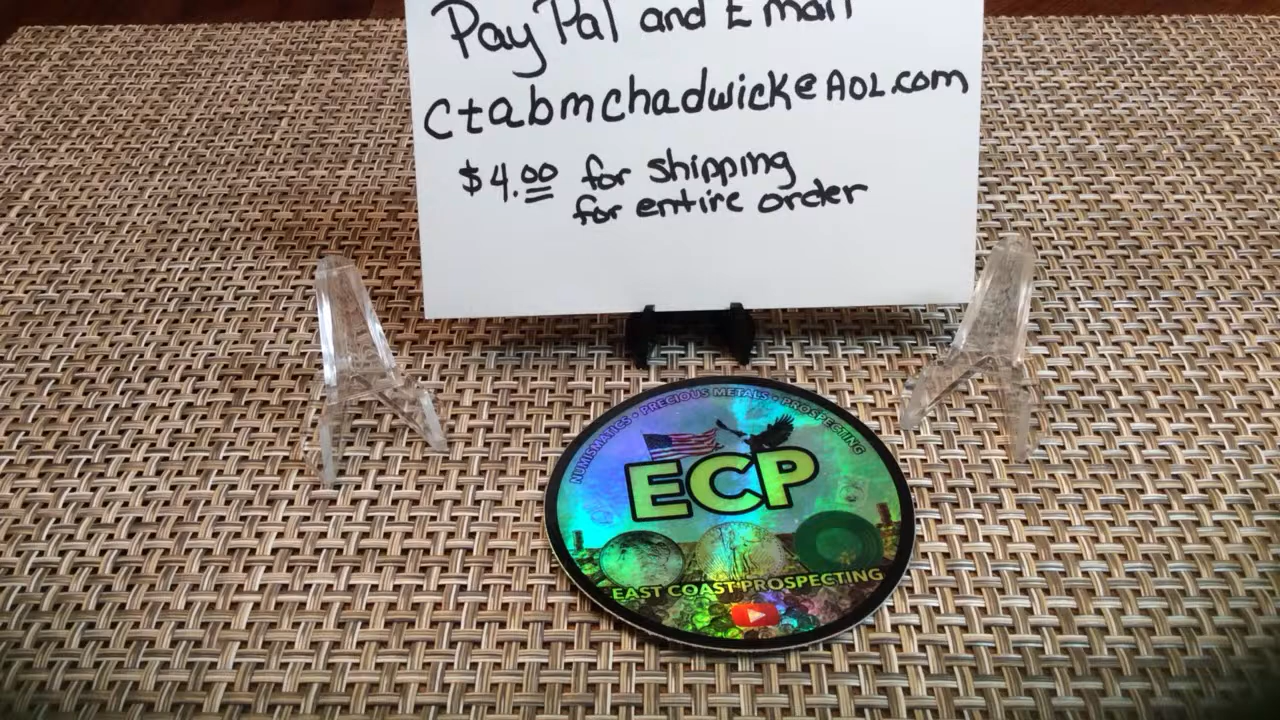 PayPal and Email
ctabmchadwick@AOL.com
$4.00 for shipping
for entire order
NUMISMATICS • PRECIOUS METALS • PROSPECTING
ECP
EAST COAST PROSPECTING